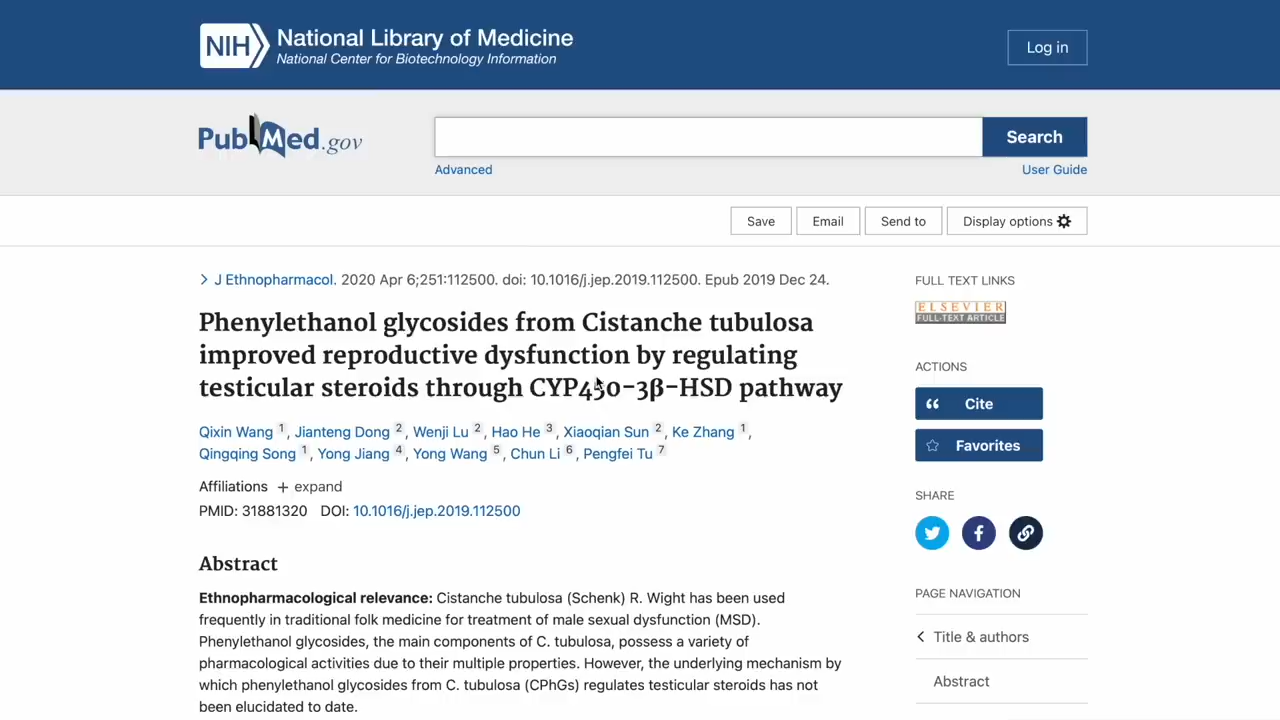 NIH National Library of Medicine
National Center for Biotechnology Information
Log in
PubMed.gov
Search
Advanced
User Guide
Save
Email
Send to
Display options
J Ethnopharmacol. 2020 Apr 6;251:112500. doi: 10.1016/j.jep.2019.112500. Epub 2019 Dec 24.
Phenylethanol glycosides from Cistanche tubulosa
improved reproductive dysfunction by regulating
testicular steroids through CYP450-3β-HSD pathway
Qixin Wang 1, Jianteng Dong 2, Wenji Lu 2, Hao He 3, Xiaoqian Sun 2, Ke Zhang 1,
Qingqing Song 1, Yong Jiang 4, Yong Wang 5, Chun Li 6, Pengfei Tu 7
Affiliations + expand
PMID: 31881320 DOI: 10.1016/j.jep.2019.112500
Abstract
Ethnopharmacological relevance: Cistanche tubulosa (Schenk) R. Wight has been used
frequently in traditional folk medicine for treatment of male sexual dysfunction (MSD).
Phenylethanol glycosides, the main components of C. tubulosa, possess a variety of
pharmacological activities due to their multiple properties. However, the underlying mechanism by
which phenylethanol glycosides from C. tubulosa (CPhGs) regulates testicular steroids has not
been elucidated to date.
FULL TEXT LINKS
ELSEVIER
FULL-TEXT ARTICLE
ACTIONS
Cite
Favorites
SHARE
PAGE NAVIGATION
Title & authors
Abstract